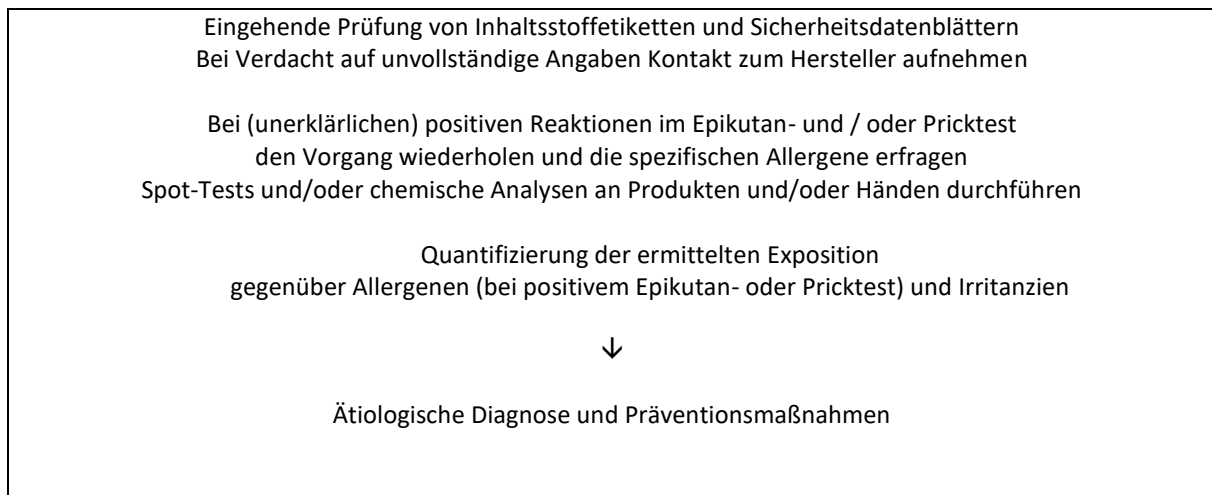 Eingehende Prüfung von Inhaltsstoffetiketten und Sicherheitsdatenblättern
Bei Verdacht auf unvollständige Angaben Kontakt zum Hersteller aufnehmen
Bei (unerklärlichen) positiven Reaktionen im Epikutan- und / oder Pricktest
den Vorgang wiederholen und die spezifischen Allergene erfragen
Spot-Tests und/oder chemische Analysen an Produkten und/oder Händen durchführen
Quantifizierung der ermittelten Exposition
gegenüber Allergenen (bei positivem Epikutan- oder Pricktest) und Irritanzien
↓
Ätiologische Diagnose und Präventionsmaßnahmen